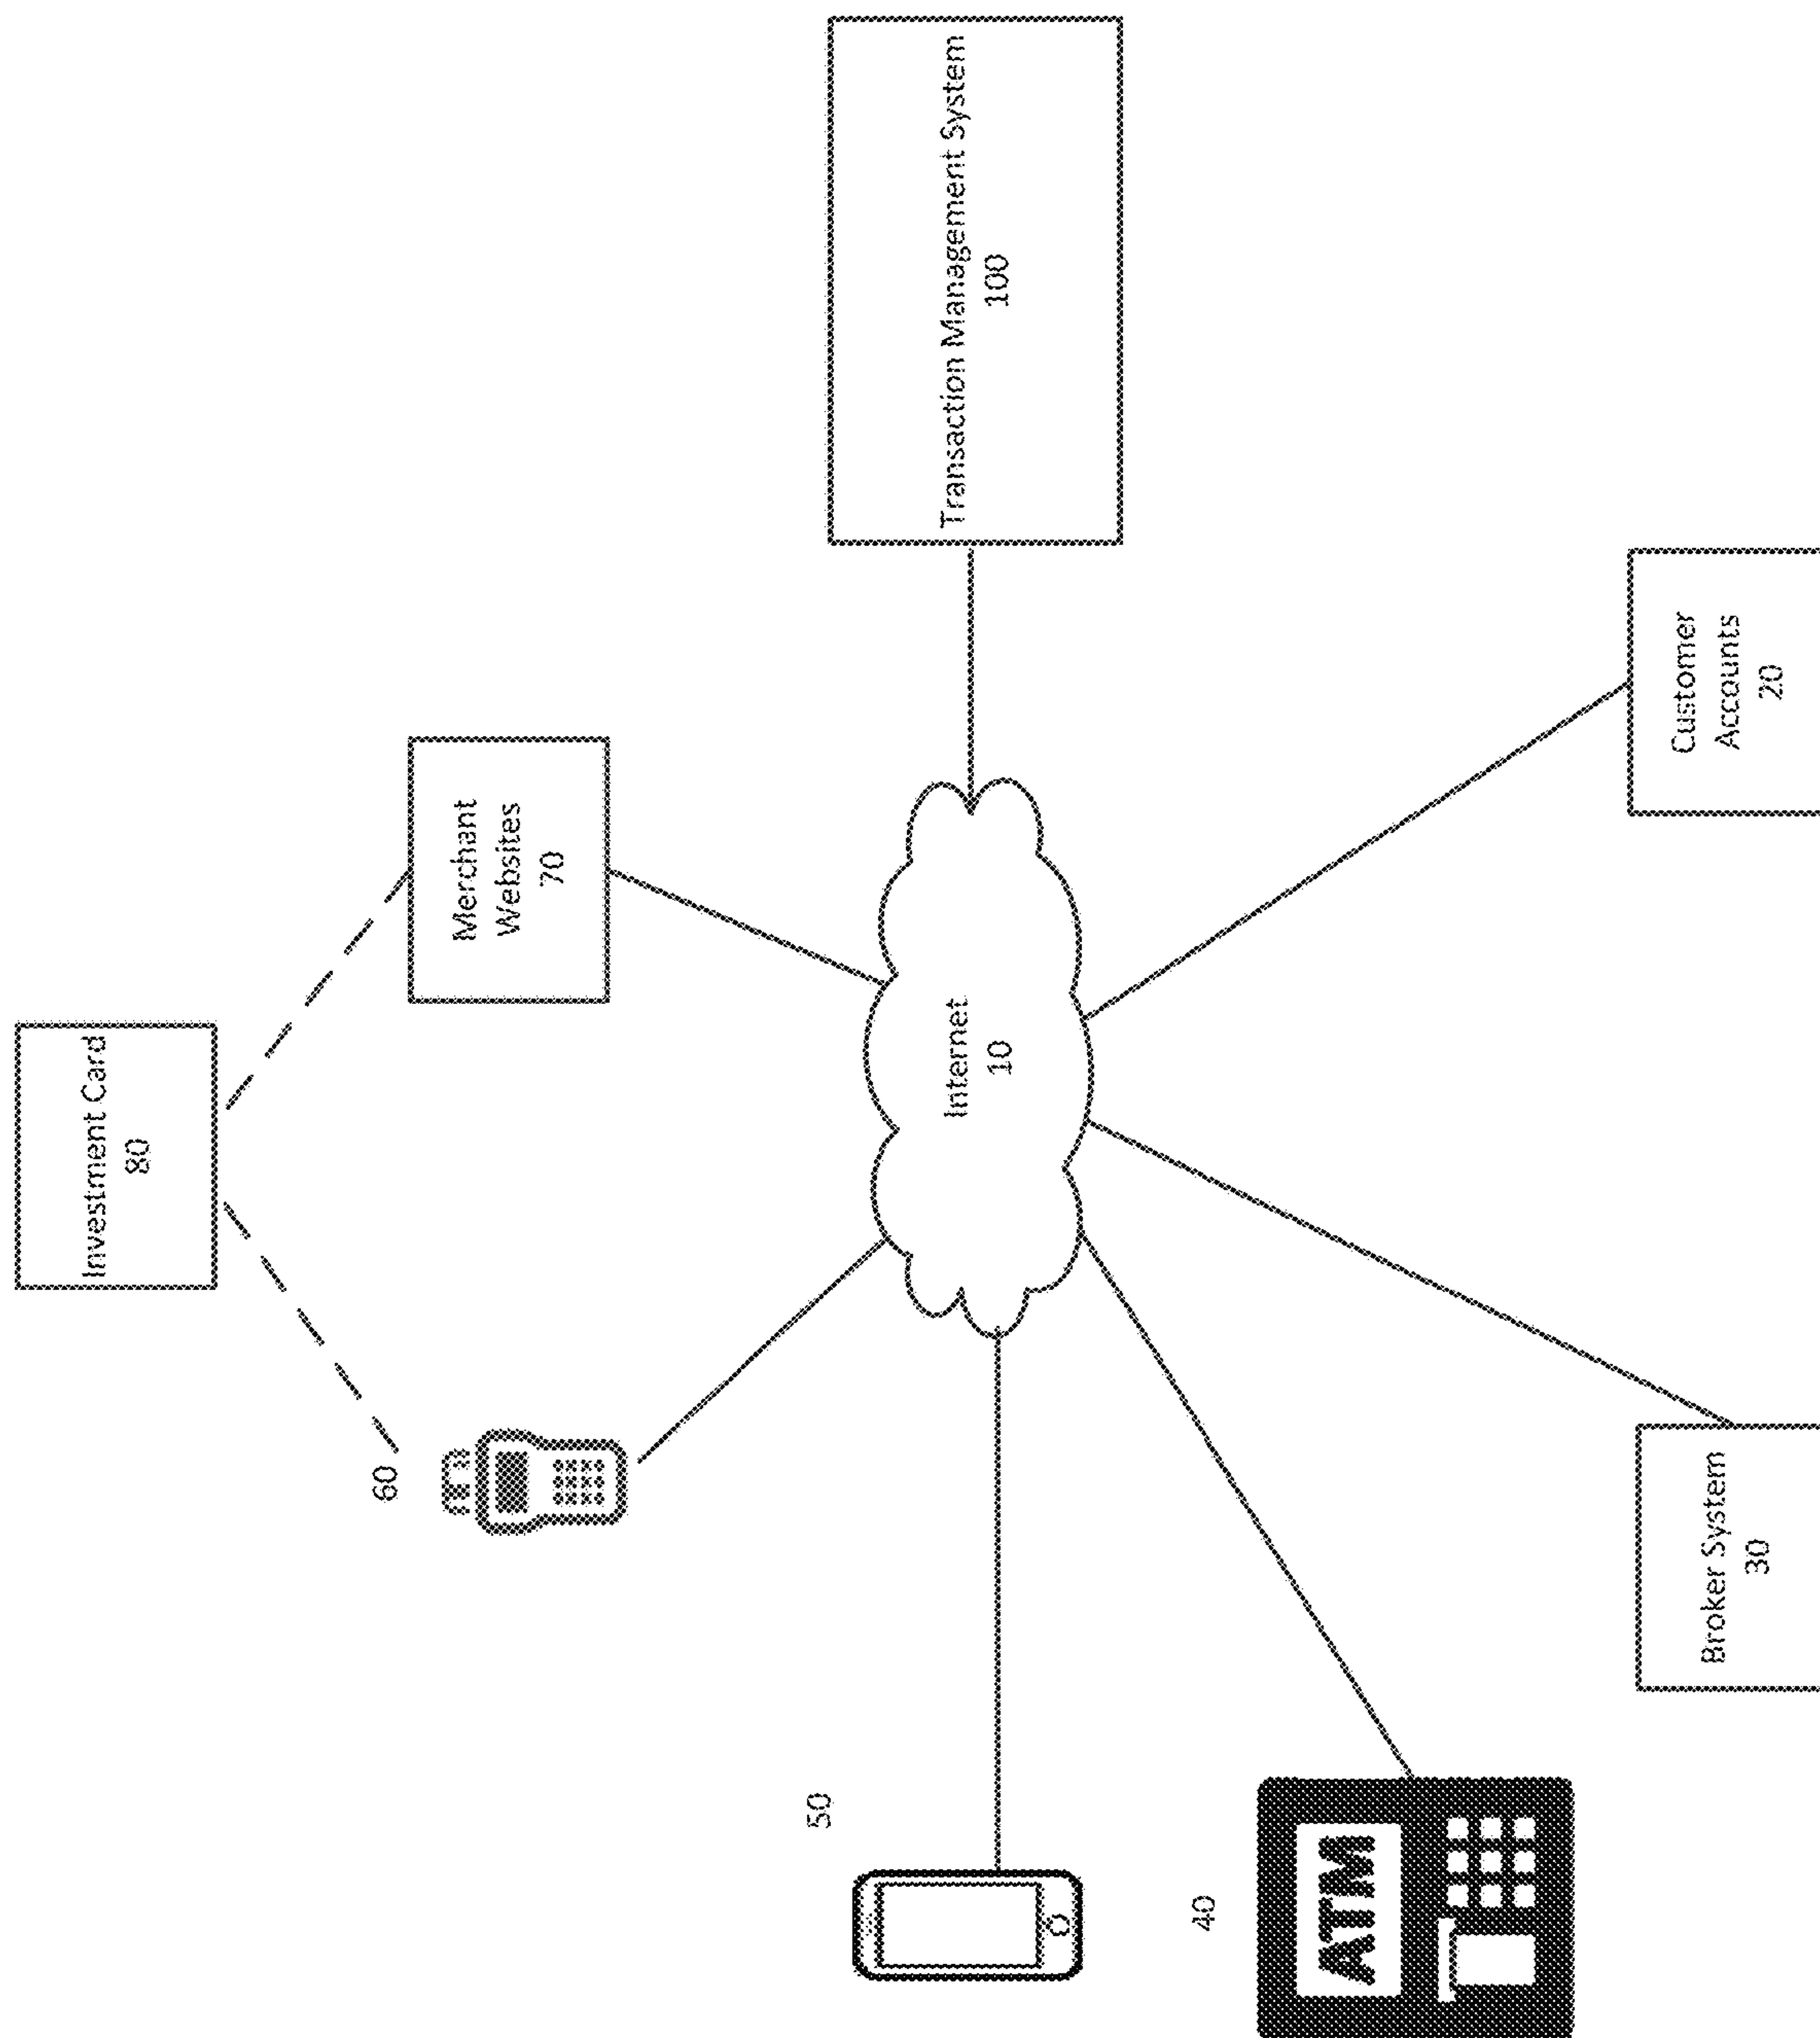 Investment Card
80
60
Merchant
Websites
70
50
Internet
10
Transaction Management System
100
40
ATM
Broker System
30
Customer
Accounts
20